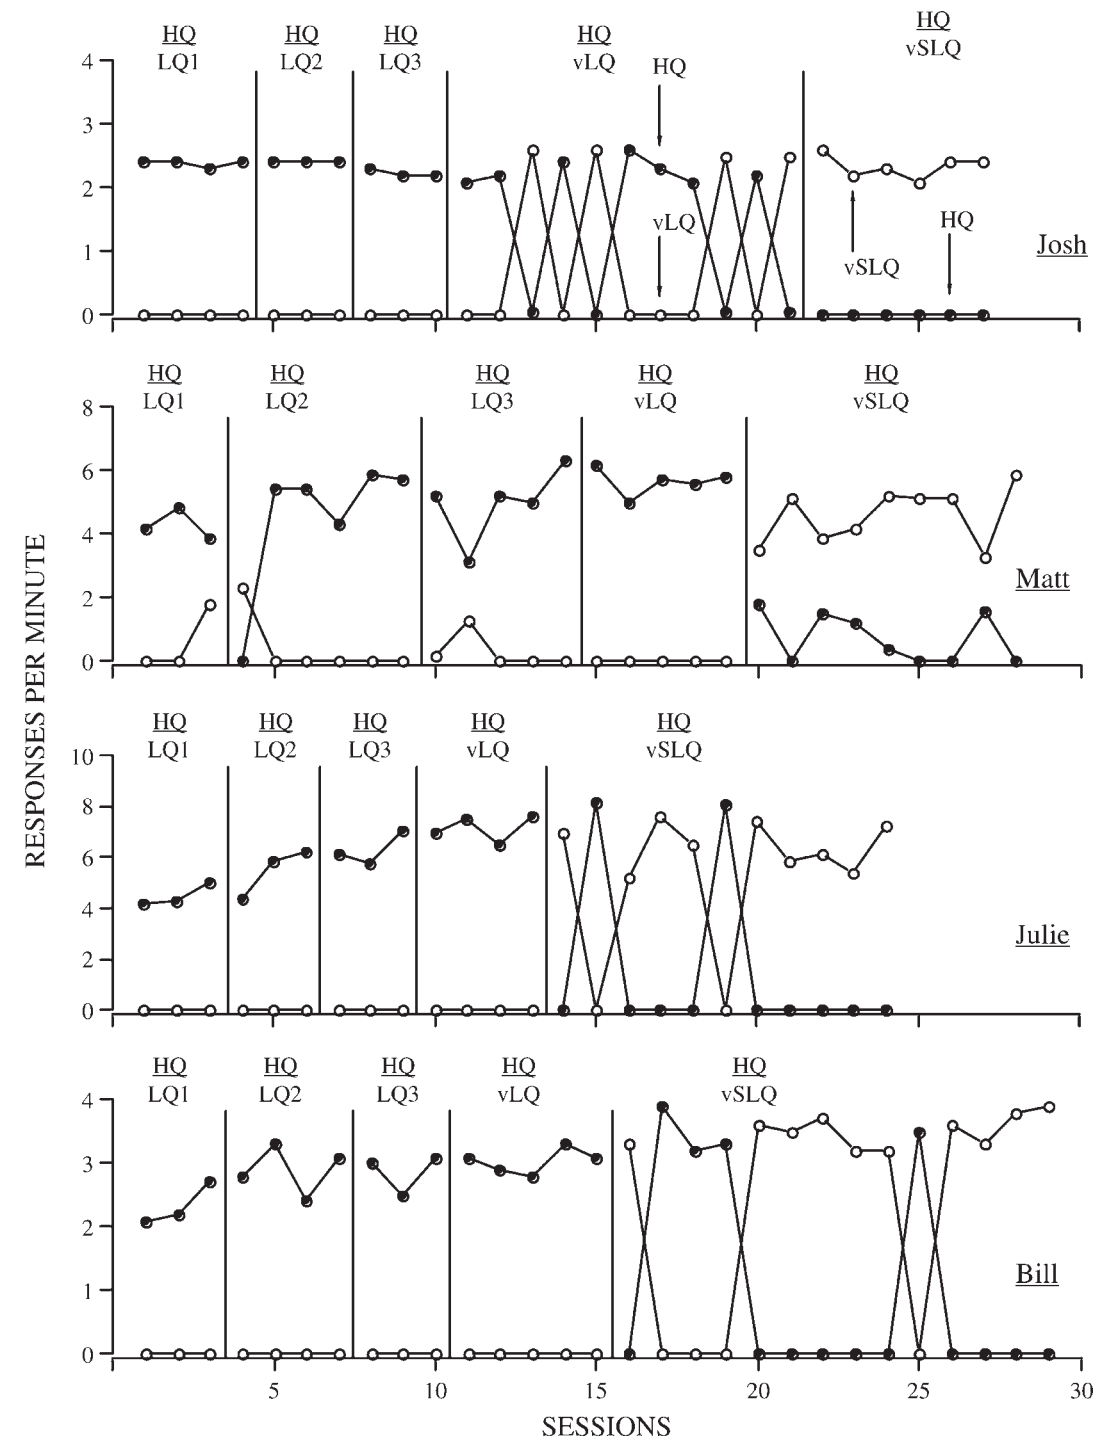 HQ HQ HQ HQ HQ
LQ1 LQ2 LQ3 vLQ vSLQ
4
HQ
3
2
vLQ
HQ
1
Josh
vSLQ
0
HQ HQ HQ HQ HQ
LQ1 LQ2 LQ3 vLQ vSLQ
8
6
4
Matt
2
0
RESPONSES PER MINUTE
HQ HQ HQ HQ HQ
LQ1 LQ2 LQ3 vLQ vSLQ
10
8
6
4
Julie
2
0
HQ HQ HQ HQ HQ
LQ1 LQ2 LQ3 vLQ vSLQ
4
3
2
Bill
1
0
5 10 15 20 25 30
SESSIONS